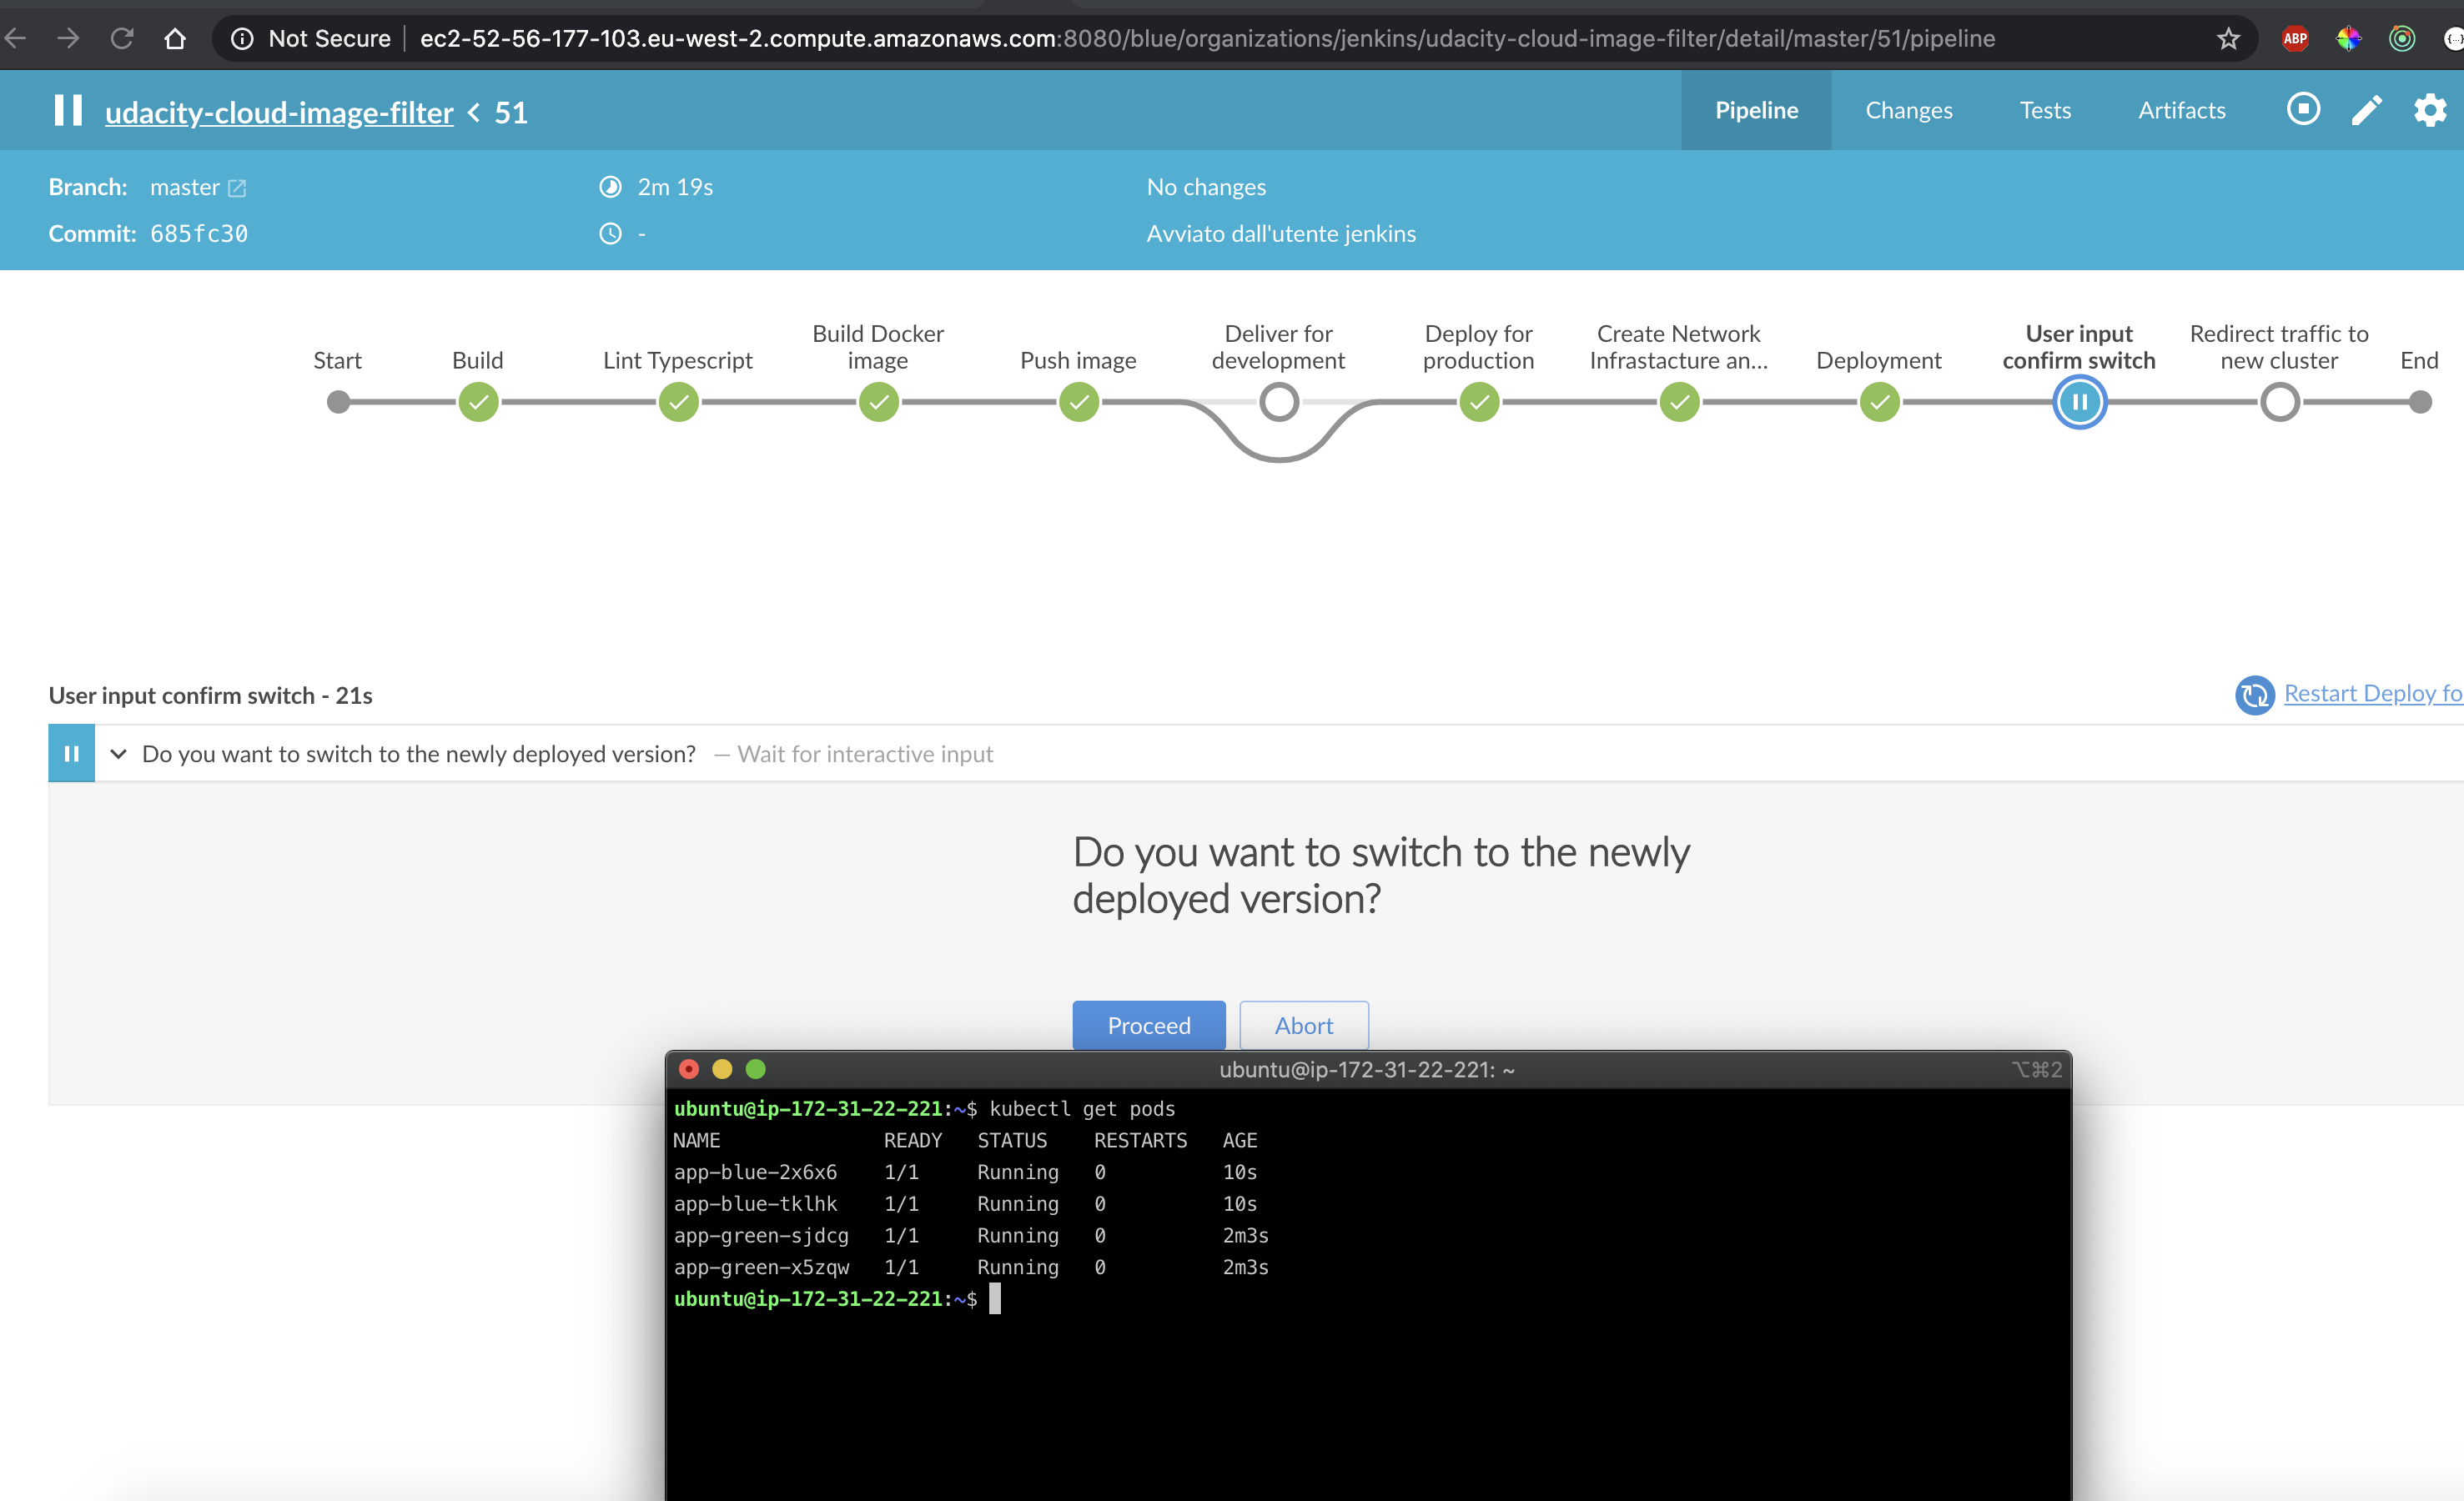 Not Secure ec2-52-56-177-103.eu-west-2.compute.amazonaws.com:8080/blue/organizations/jenkins/udacity-cloud-image-filter/detail/master/51/pipeline
ABP
udacity-cloud-image-filter < 51
Pipeline Changes Tests Artifacts
Branch: master 2m 19s No changes
Commit: 685fc30 - Avviato dall'utente jenkins
Start
Build
Lint Typescript
Build Docker
image
Push image
Deliver for
development
Deploy for
production
Create Network
Infrastacture an...
Deployment
User input
confirm switch
Redirect traffic to
new cluster
End
User input confirm switch - 21s
Restart Deploy fo
Do you want to switch to the newly deployed version? — Wait for interactive input
Do you want to switch to the newly
deployed version?
Proceed Abort
ubuntu@ip-172-31-22-221: ~ ⌥⌘2
ubuntu@ip-172-31-22-221:~$ kubectl get pods
NAME READY STATUS RESTARTS AGE
app-blue-2x6x6 1/1 Running 0 10s
app-blue-tklhk 1/1 Running 0 10s
app-green-sjdcg 1/1 Running 0 2m3s
app-green-x5zqw 1/1 Running 0 2m3s
ubuntu@ip-172-31-22-221:~$